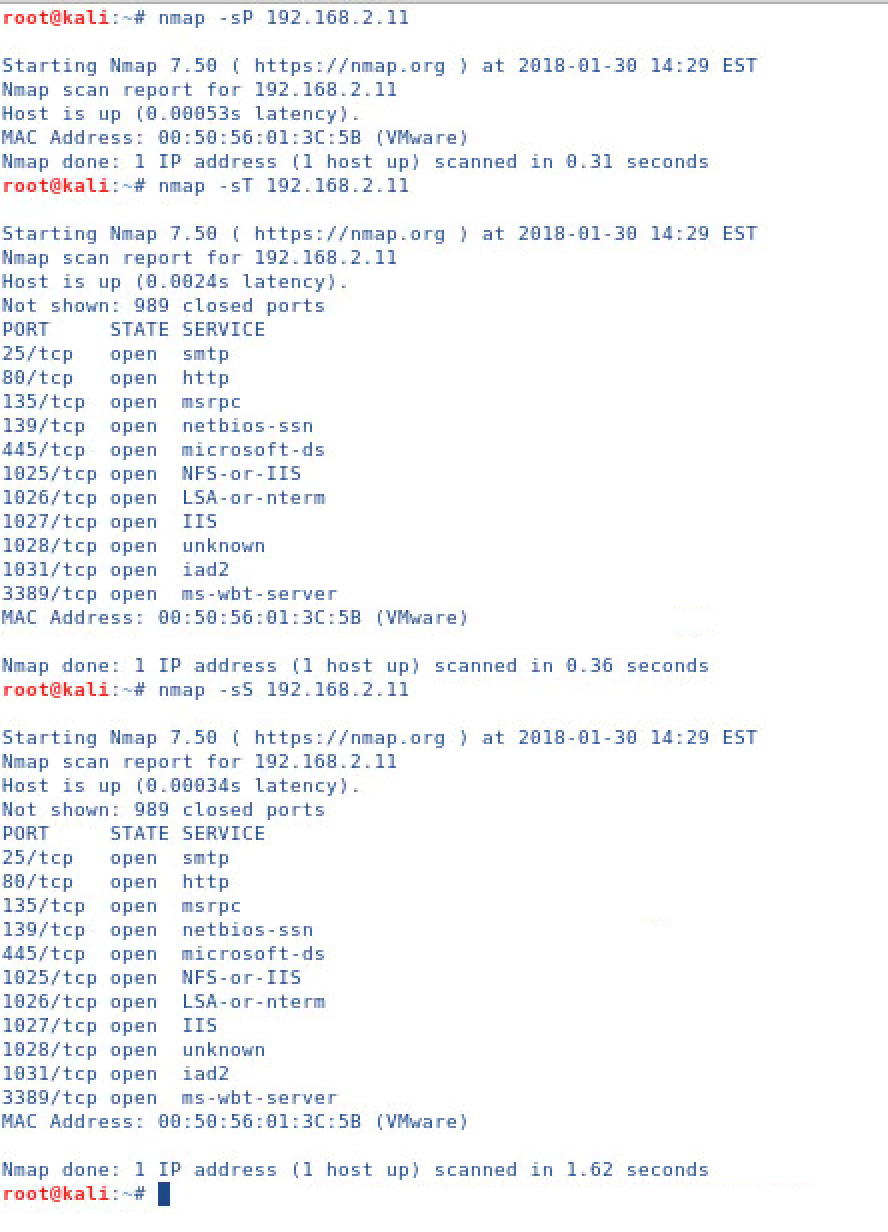 root@kali:~# nmap -sP 192.168.2.11
Starting Nmap 7.50 ( https://nmap.org ) at 2018-01-30 14:29 EST
Nmap scan report for 192.168.2.11
Host is up (0.00053s latency).
MAC Address: 00:50:56:01:3C:5B (VMware)
Nmap done: 1 IP address (1 host up) scanned in 0.31 seconds
root@kali:~# nmap -sT 192.168.2.11
Starting Nmap 7.50 ( https://nmap.org ) at 2018-01-30 14:29 EST
Nmap scan report for 192.168.2.11
Host is up (0.0024s latency).
Not shown: 989 closed ports
PORT     STATE SERVICE
25/tcp   open  smtp
80/tcp   open  http
135/tcp  open  msrpc
139/tcp  open  netbios-ssn
445/tcp  open  microsoft-ds
1025/tcp open  NFS-or-IIS
1026/tcp open  LSA-or-nterm
1027/tcp open  IIS
1028/tcp open  unknown
1031/tcp open  iad2
3389/tcp open  ms-wbt-server
MAC Address: 00:50:56:01:3C:5B (VMware)
Nmap done: 1 IP address (1 host up) scanned in 0.36 seconds
root@kali:~# nmap -sS 192.168.2.11
Starting Nmap 7.50 ( https://nmap.org ) at 2018-01-30 14:29 EST
Nmap scan report for 192.168.2.11
Host is up (0.00034s latency).
Not shown: 989 closed ports
PORT     STATE SERVICE
25/tcp   open  smtp
80/tcp   open  http
135/tcp  open  msrpc
139/tcp  open  netbios-ssn
445/tcp  open  microsoft-ds
1025/tcp open  NFS-or-IIS
1026/tcp open  LSA-or-nterm
1027/tcp open  IIS
1028/tcp open  unknown
1031/tcp open  iad2
3389/tcp open  ms-wbt-server
MAC Address: 00:50:56:01:3C:5B (VMware)
Nmap done: 1 IP address (1 host up) scanned in 1.62 seconds
root@kali:~#